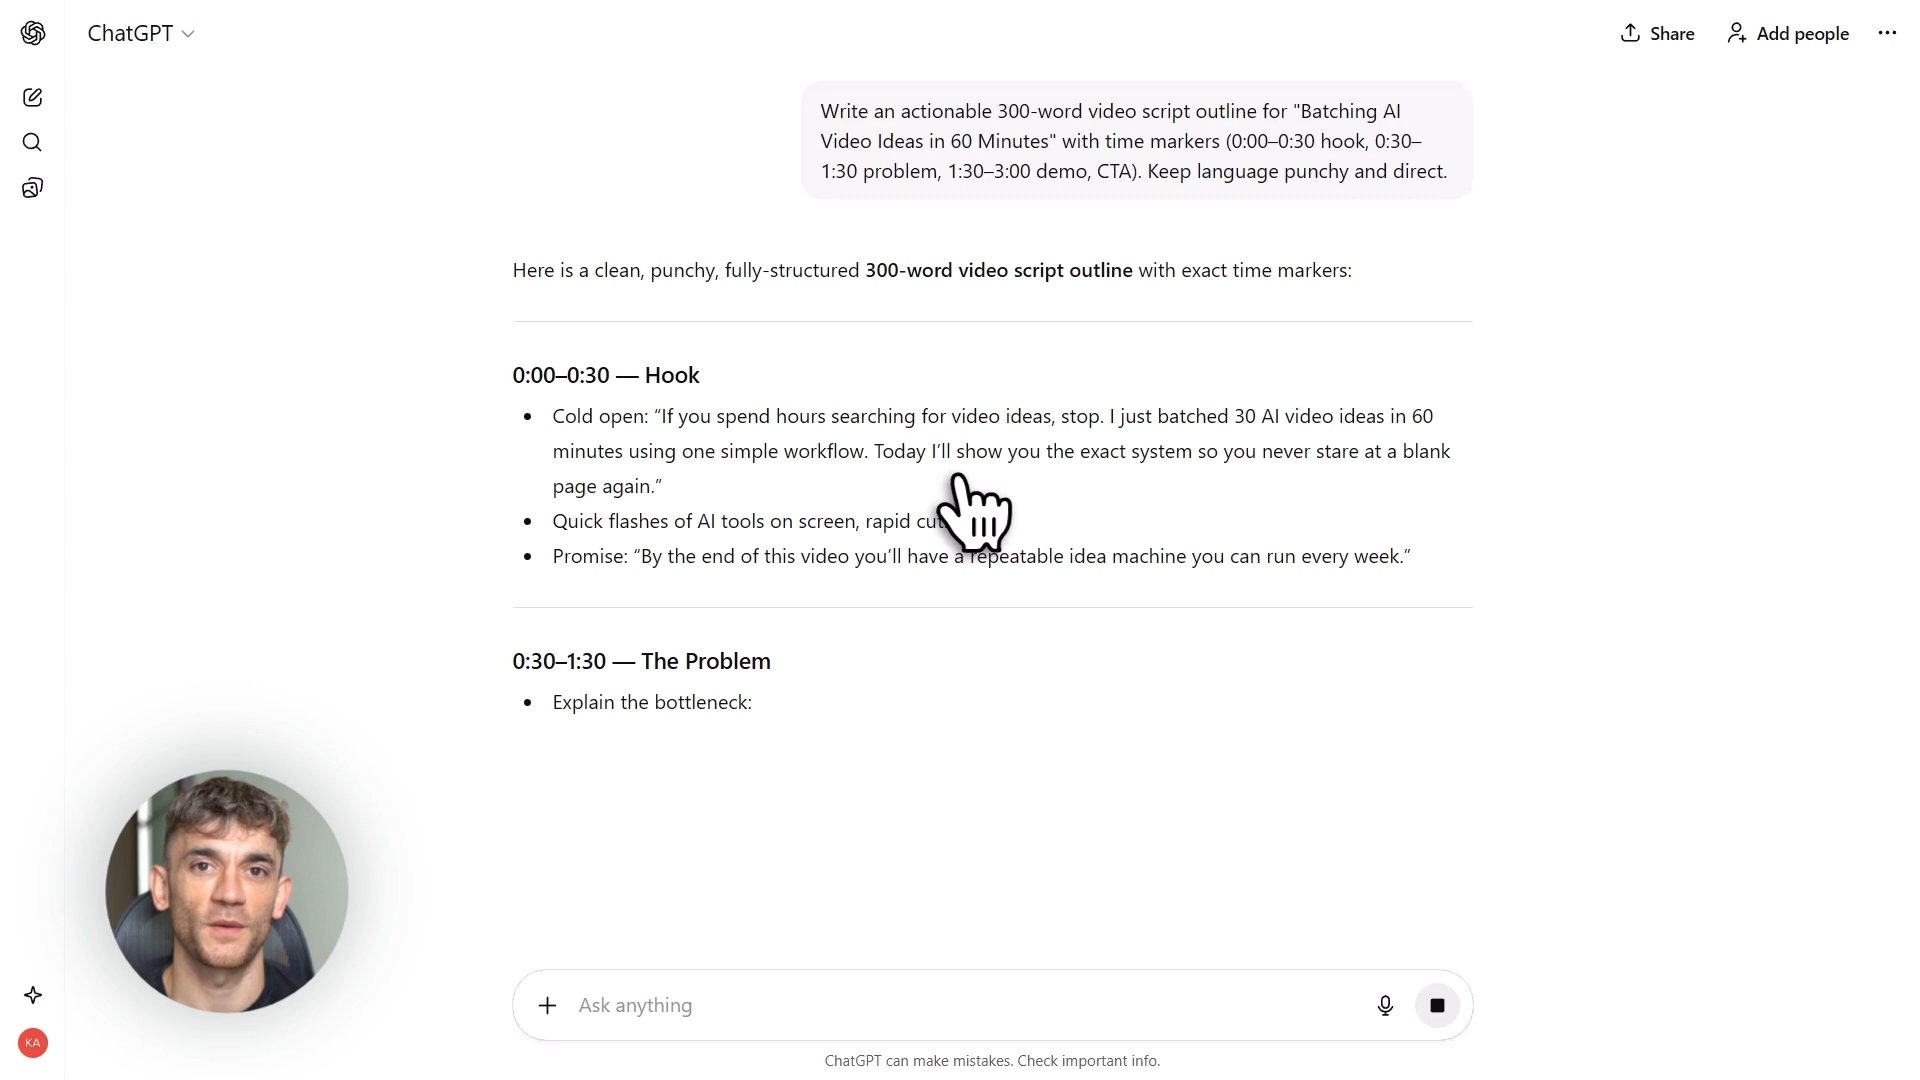 ChatGPT
Share
Add people
Write an actionable 300-word video script outline for "Batching AI
Video Ideas in 60 Minutes" with time markers (0:00–0:30 hook, 0:30–
1:30 problem, 1:30–3:00 demo, CTA). Keep language punchy and direct.
Here is a clean, punchy, fully-structured 300-word video script outline with exact time markers:
0:00–0:30 — Hook
Cold open: “If you spend hours searching for video ideas, stop. I just batched 30 AI video ideas in 60
minutes using one simple workflow. Today I’ll show you the exact system so you never stare at a blank
page again.”
Quick flashes of AI tools on screen, rapid
Promise: “By the end of this video you’ll have a repeatable idea machine you can run every week.”
0:30–1:30 — The Problem
Explain the bottleneck:
Ask anything
KA
ChatGPT can make mistakes. Check important info.